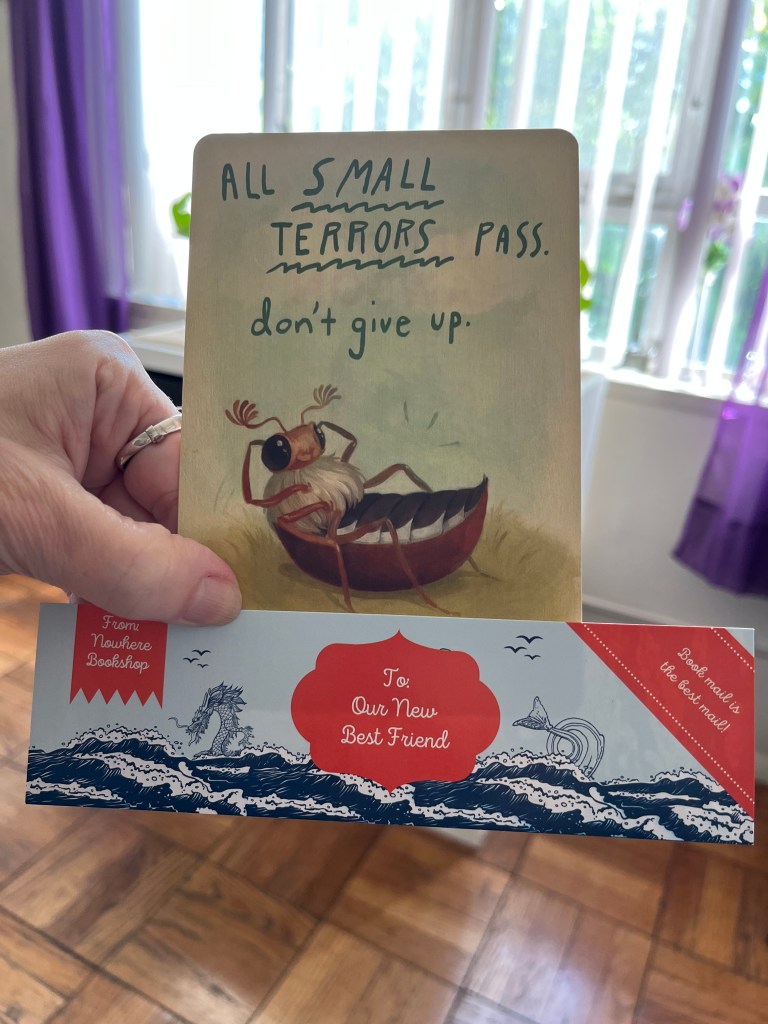 ALL SMALL
TERRORS PASS.
don't give up.
From:
Nowhere
Bookshop
To:
Our New
Best Friend
Book mail is
the best mail!